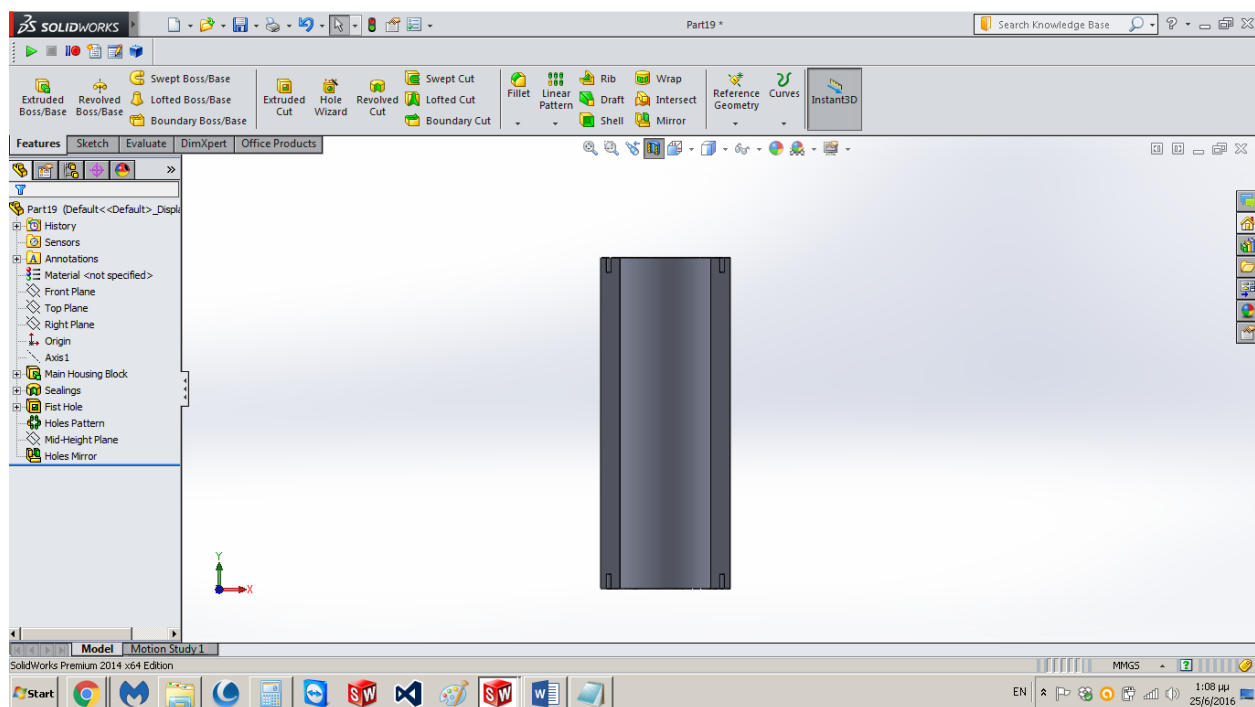 SOLIDWORKS
Part19 *
Search Knowledge Base
Extruded Boss/Base
Revolved Boss/Base
Swept Boss/Base
Lofted Boss/Base
Boundary Boss/Base
Extruded Cut
Hole Wizard
Revolved Cut
Swept Cut
Lofted Cut
Boundary Cut
Fillet
Linear Pattern
Rib
Draft
Shell
Wrap
Intersect
Mirror
Reference Geometry
Curves
Instant3D
Features Sketch Evaluate DimXpert Office Products
Part19 (Default<<Default>_Displa
History
Sensors
Annotations
Material <not specified>
Front Plane
Top Plane
Right Plane
Origin
Axis1
Main Housing Block
Sealings
Fist Hole
Holes Pattern
Mid-Height Plane
Holes Mirror
Y
X
Model Motion Study 1
SolidWorks Premium 2014 x64 Edition
MMGS
Start
EN
1:08 μμ
25/6/2016